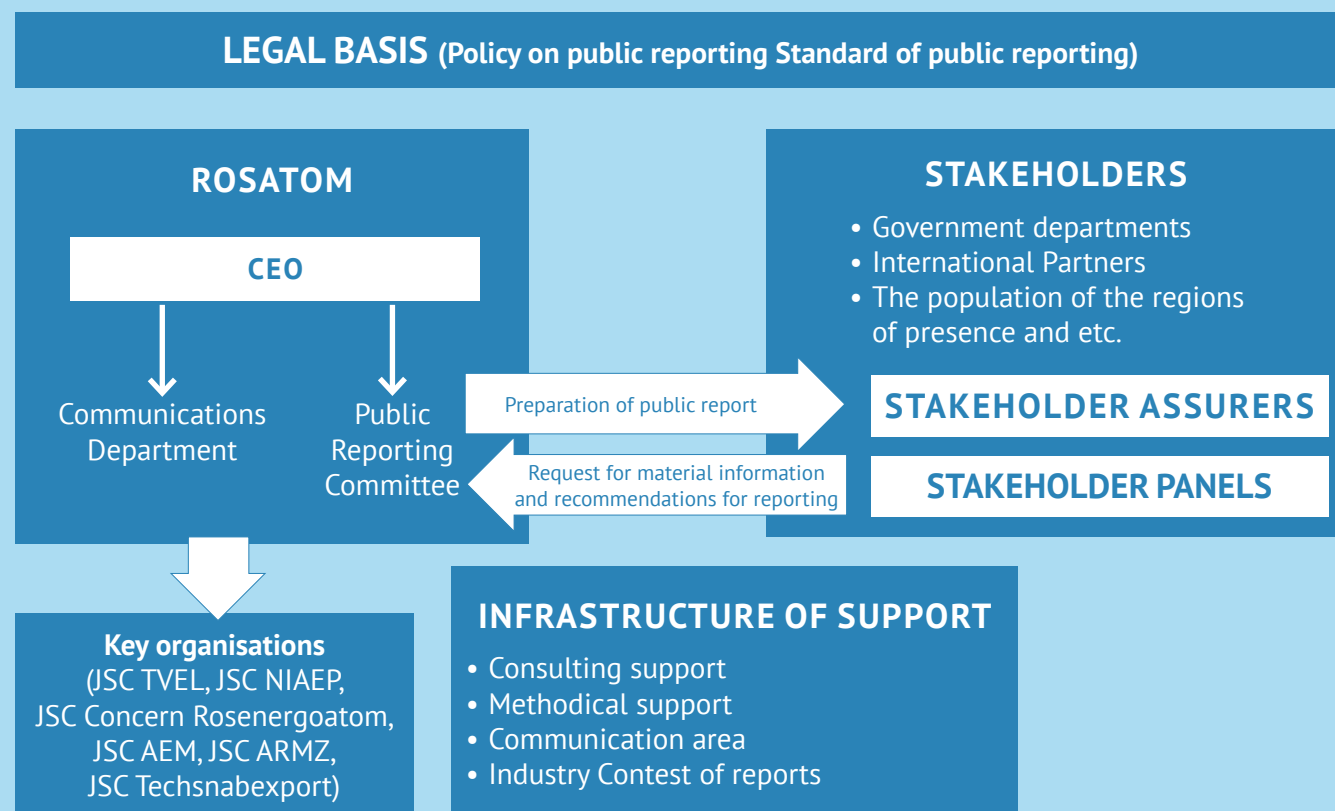 LEGAL BASIS (Policy on public reporting Standard of public reporting)
ROSATOM
CEO
Communications
Department
Public
Reporting
Committee
Preparation of public report
Request for material information
and recommendations for reporting
STAKEHOLDERS
• Government departments
• International Partners
• The population of the regions
of presence and etc.
STAKEHOLDER ASSURERS
STAKEHOLDER PANELS
Key organisations
(JSC TVEL, JSC NIAEP,
JSC Concern Rosenergoatom,
JSC AEM, JSC ARMZ,
JSC Techsnabexport)
INFRASTRUCTURE OF SUPPORT
• Consulting support
• Methodical support
• Communication area
• Industry Contest of reports